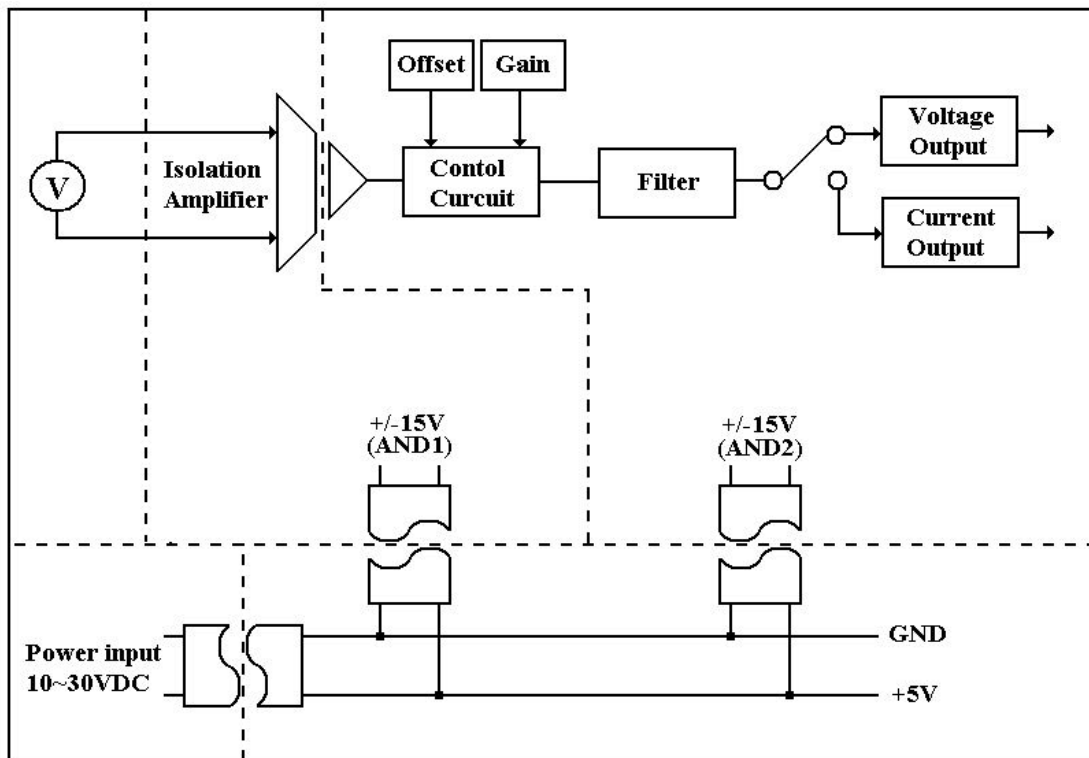 Offset
Gain
V
Isolation
Amplifier
Contol
Curcuit
Filter
Voltage
Output
Current
Output
+/-15V
(AND1)
+/-15V
(AND2)
Power input
10~30VDC
GND
+5V